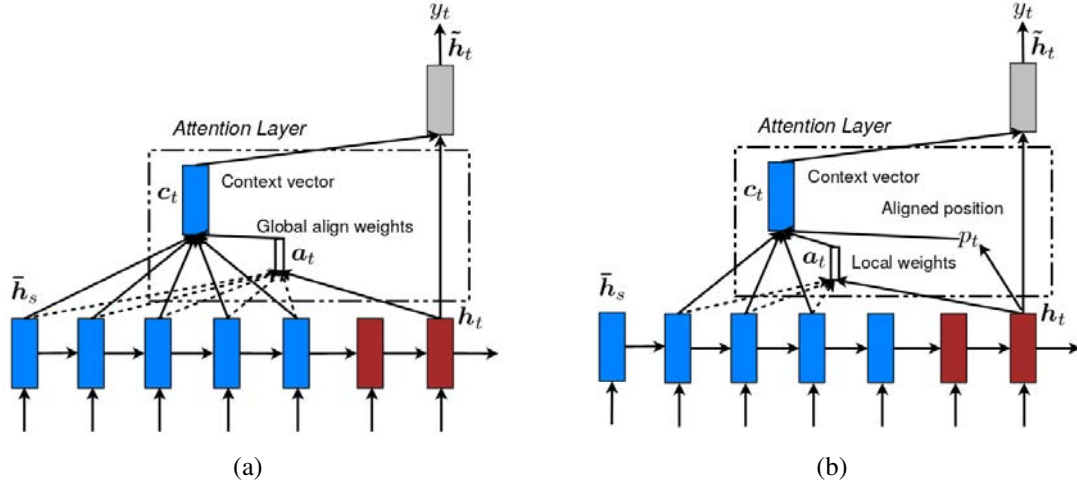 y_t
h̃_t
Attention Layer
Context vector
c_t
Global align weights
a_t
h̄_s
h_t
(a)
y_t
h̃_t
Attention Layer
Context vector
c_t
Aligned position
p_t
a_t
Local weights
h̄_s
h_t
(b)